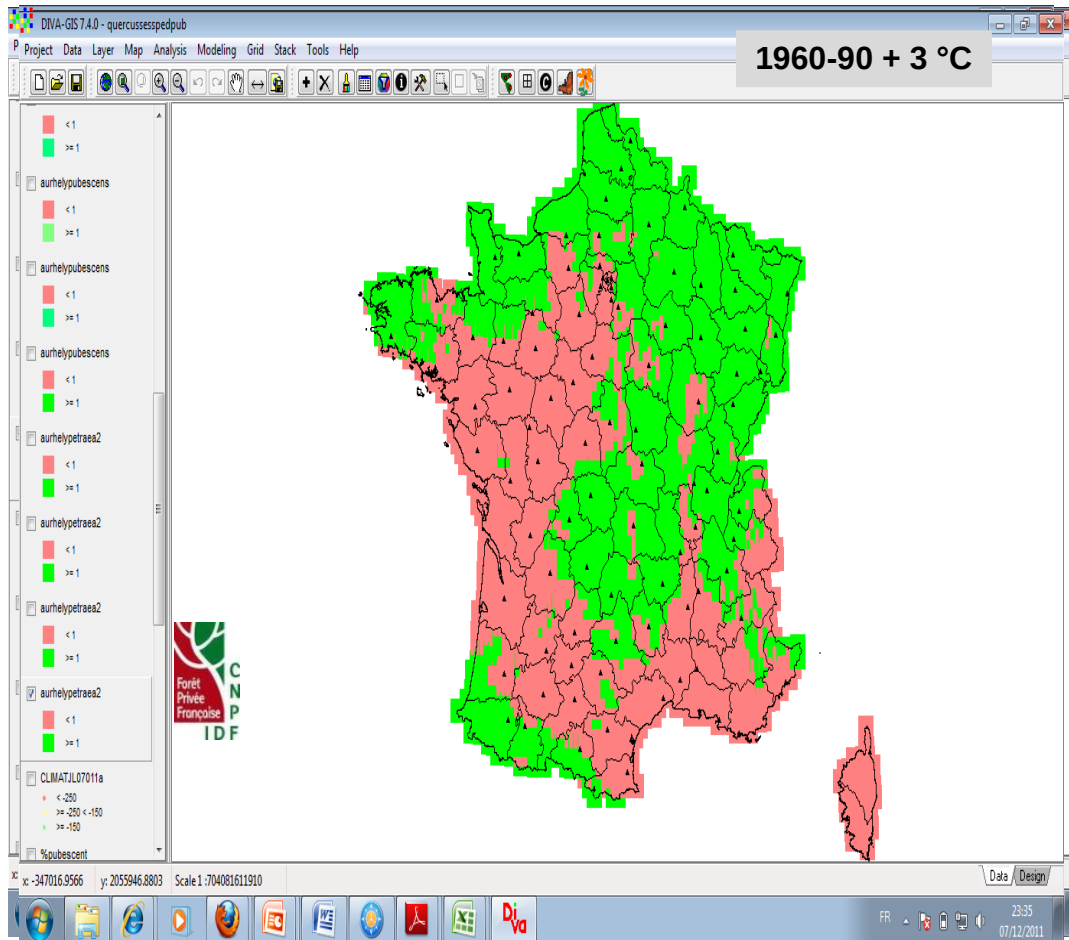 DIVA-GIS 7.4.0 - quercussesspedpub
P Project Data Layer Map Analysis Modeling Grid Stack Tools Help
1960-90 + 3 °C
< 1
>= 1
aurhelypubescens
< 1
>= 1
aurhelypubescens
< 1
>= 1
aurhelypubescens
< 1
>= 1
aurhelypetraea2
< 1
>= 1
aurhelypetraea2
< 1
>= 1
aurhelypetraea2
< 1
>= 1
aurhelypetraea2
< 1
>= 1
CLIMATJL07011a
< -250
>= -250 < -150
>= -150
%pubescent
Forêt
Privée
Française
CNPF
IDF
x: x: -347016.9566 y: 2055946.8803 Scale 1 :704081611910
Data Design
Diva
FR 23:35
07/12/2011